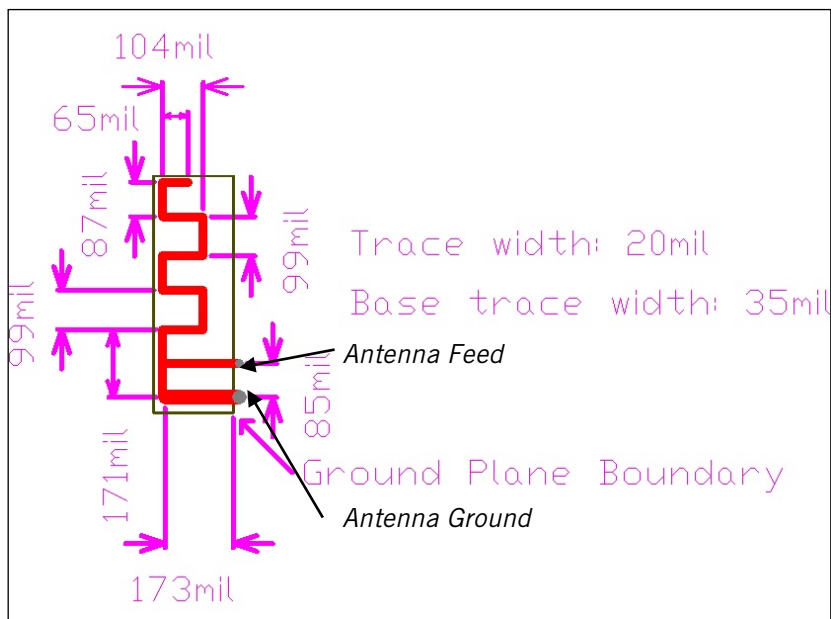 104mil
65mil
87mil
99mil
Trace width: 20mil
Base trace width: 35mil
99mil
Antenna Feed
85mil
171mil
Ground Plane Boundary
Antenna Ground
173mil